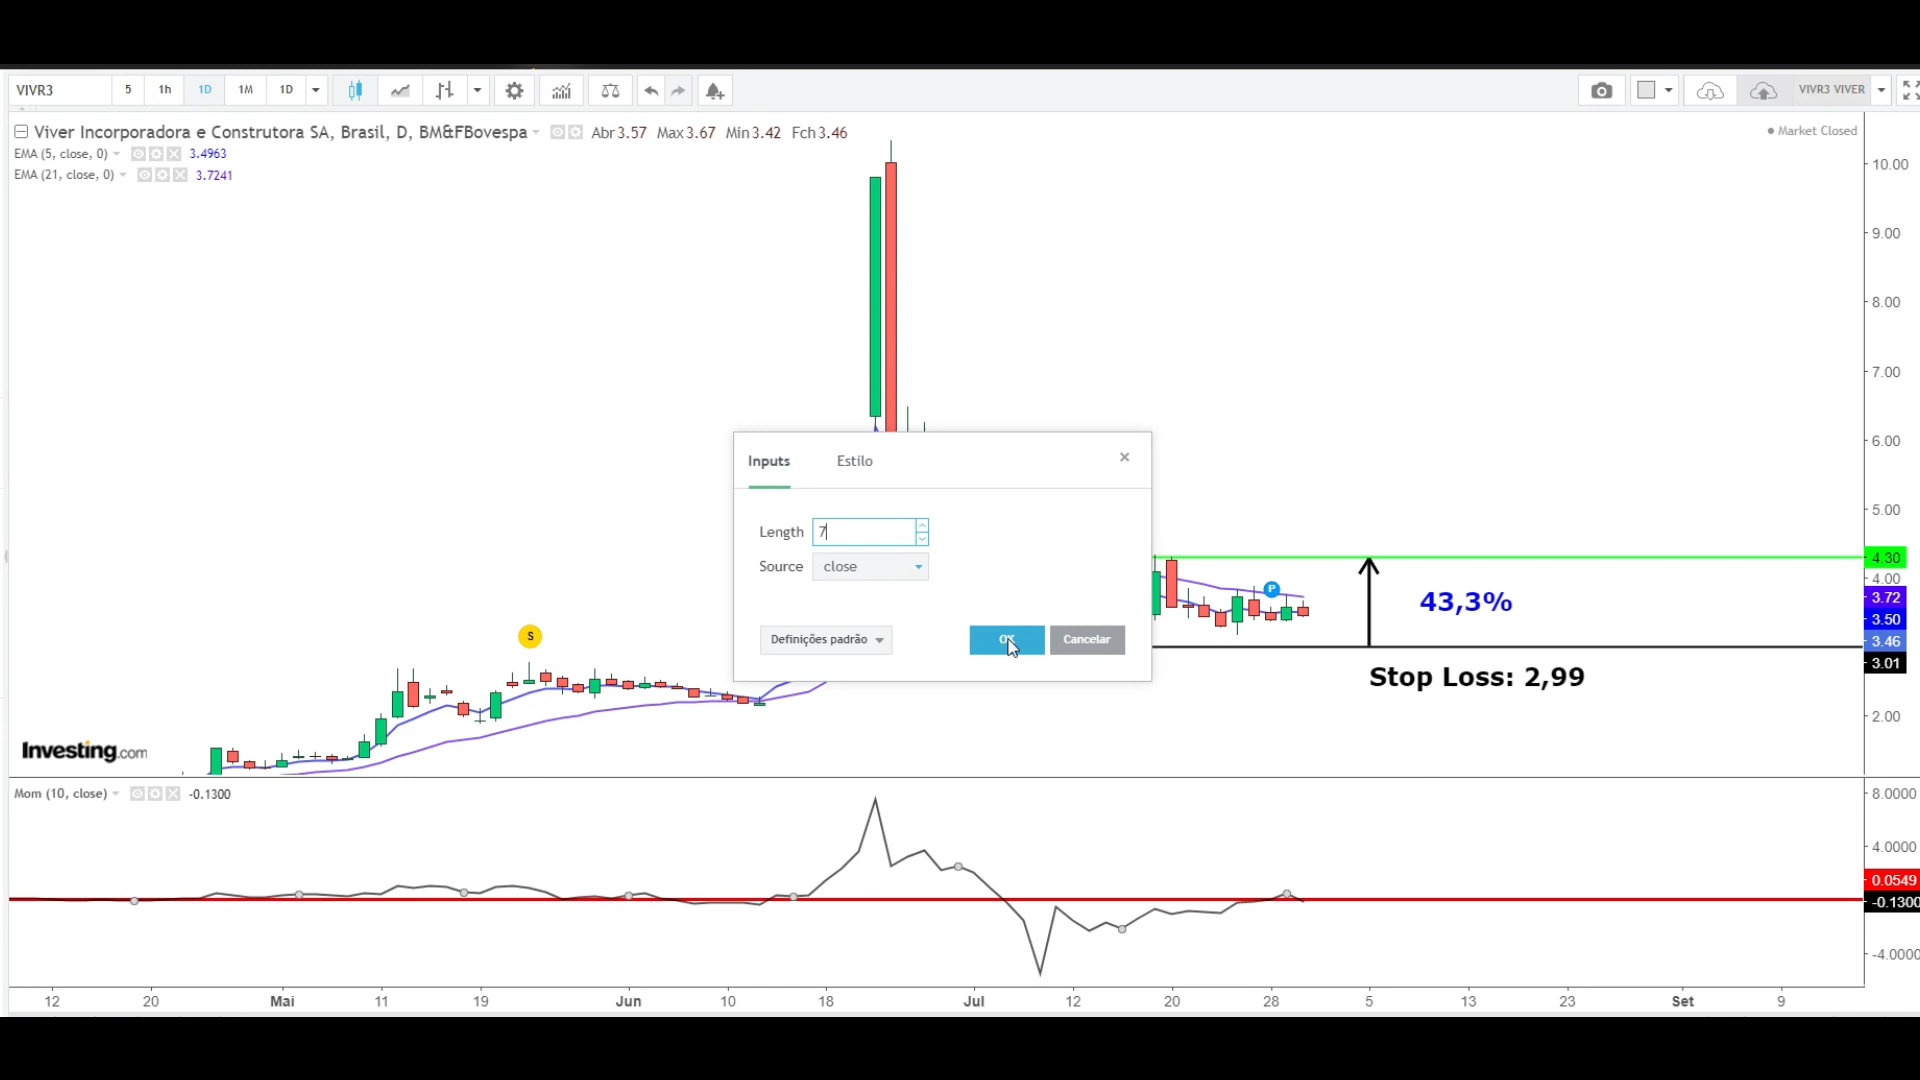 VIVR3 5 1h 1D 1M 1D VIVR3 VIVER
Viver Incorporadora e Construtora SA, Brasil, D, BM&FBovespa Abr 3.57 Max 3.67 Min 3.42 Fch 3.46
Market Closed
EMA (5, close, 0) 3.4963
EMA (21, close, 0) 3.7241
10.00
9.00
8.00
7.00
6.00
5.00
4.30
4.00
3.72
3.50
3.46
3.01
2.00
Inputs Estilo
Length 7
Source close
Definições padrão OK Cancelar
P
43,3%
S
Stop Loss: 2,99
Investing.com
Mom (10, close) -0.1300
8.0000
4.0000
0.0549
-0.1300
-4.0000
12 20 Mai 11 19 Jun 10 18 Jul 12 20 28 5 13 23 Set 9